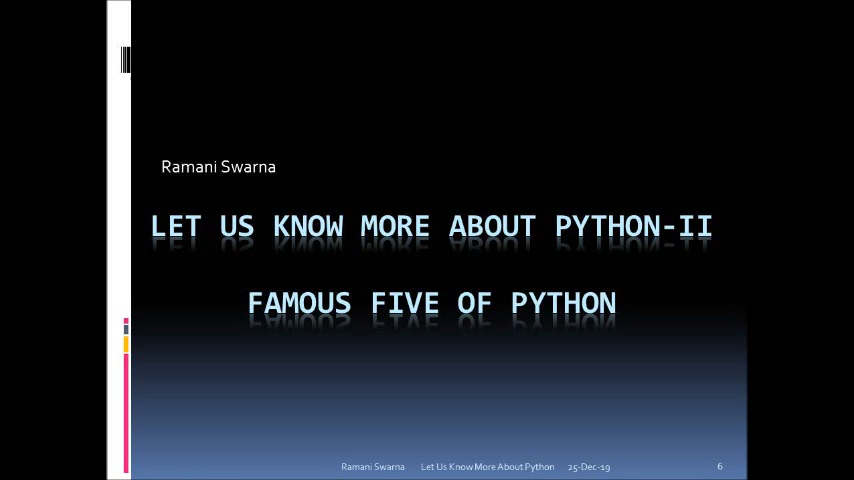 Ramani Swarna
LET US KNOW MORE ABOUT PYTHON-II
FAMOUS FIVE OF PYTHON
Ramani Swarna Let Us Know More About Python 25-Dec-19 6